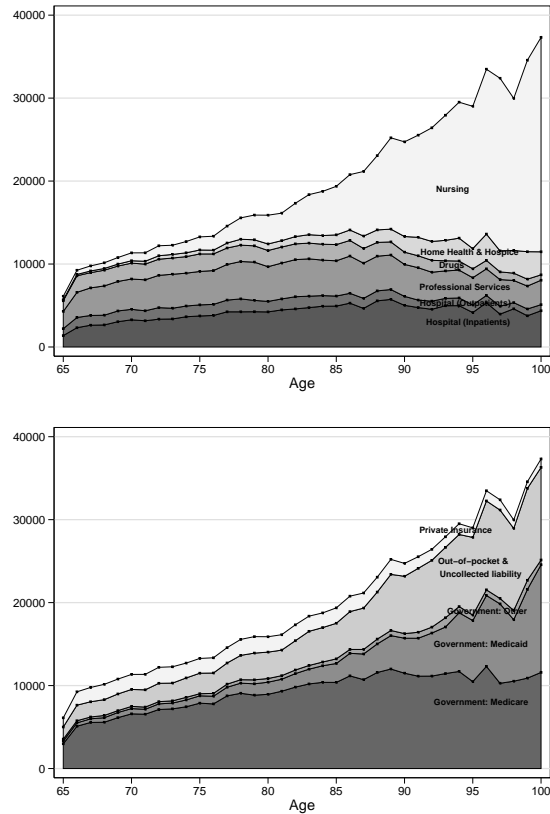 40000
30000
20000
10000
0
Nursing
Home Health & Hospice
Drugs
Professional Services
Hospital (Outpatients)
Hospital (Inpatients)
65 70 75 80 85 90 95 100
Age
40000
30000
20000
10000
0
Private Insurance
Out−of−pocket &
Uncollected liability
Government: Other
Government: Medicaid
Government: Medicare
65 70 75 80 85 90 95 100
Age